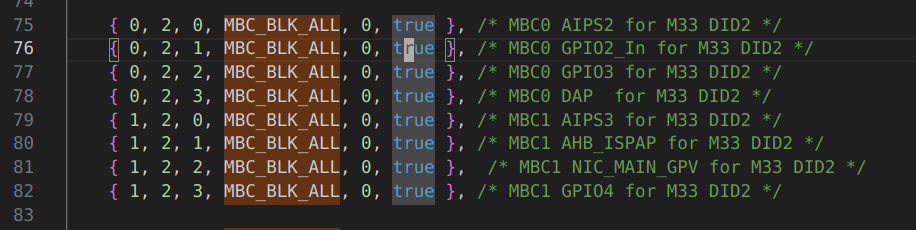 74
75 { 0, 2, 0, MBC_BLK_ALL, 0, true }, /* MBC0 AIPS2 for M33 DID2 */
76 { 0, 2, 1, MBC_BLK_ALL, 0, true }, /* MBC0 GPIO2_In for M33 DID2 */
77 { 0, 2, 2, MBC_BLK_ALL, 0, true }, /* MBC0 GPIO3 for M33 DID2 */
78 { 0, 2, 3, MBC_BLK_ALL, 0, true }, /* MBC0 DAP  for M33 DID2 */
79 { 1, 2, 0, MBC_BLK_ALL, 0, true }, /* MBC1 AIPS3 for M33 DID2 */
80 { 1, 2, 1, MBC_BLK_ALL, 0, true }, /* MBC1 AHB_ISPAP for M33 DID2 */
81 { 1, 2, 2, MBC_BLK_ALL, 0, true },  /* MBC1 NIC_MAIN_GPV for M33 DID2 */
82 { 1, 2, 3, MBC_BLK_ALL, 0, true }, /* MBC1 GPIO4 for M33 DID2 */
83